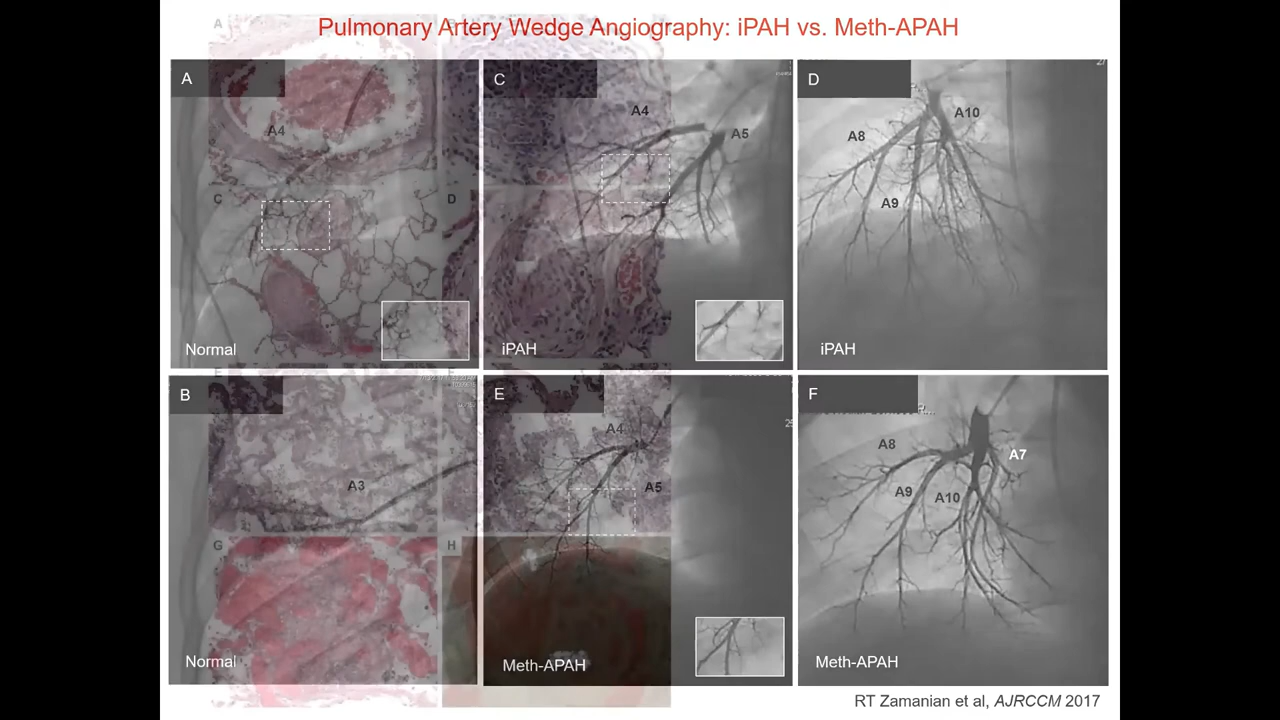 Pulmonary Artery Wedge Angiography: iPAH vs. Meth-APAH
A
A
A4
C
D
Normal
C
A4
A5
iPAH
D
27
A10
A8
A9
iPAH
B
A3
G
H
Normal
E
A4
A5
Meth-APAH
F
A8
A7
A9
A10
Meth-APAH
RT Zamanian et al, AJRCCM 2017